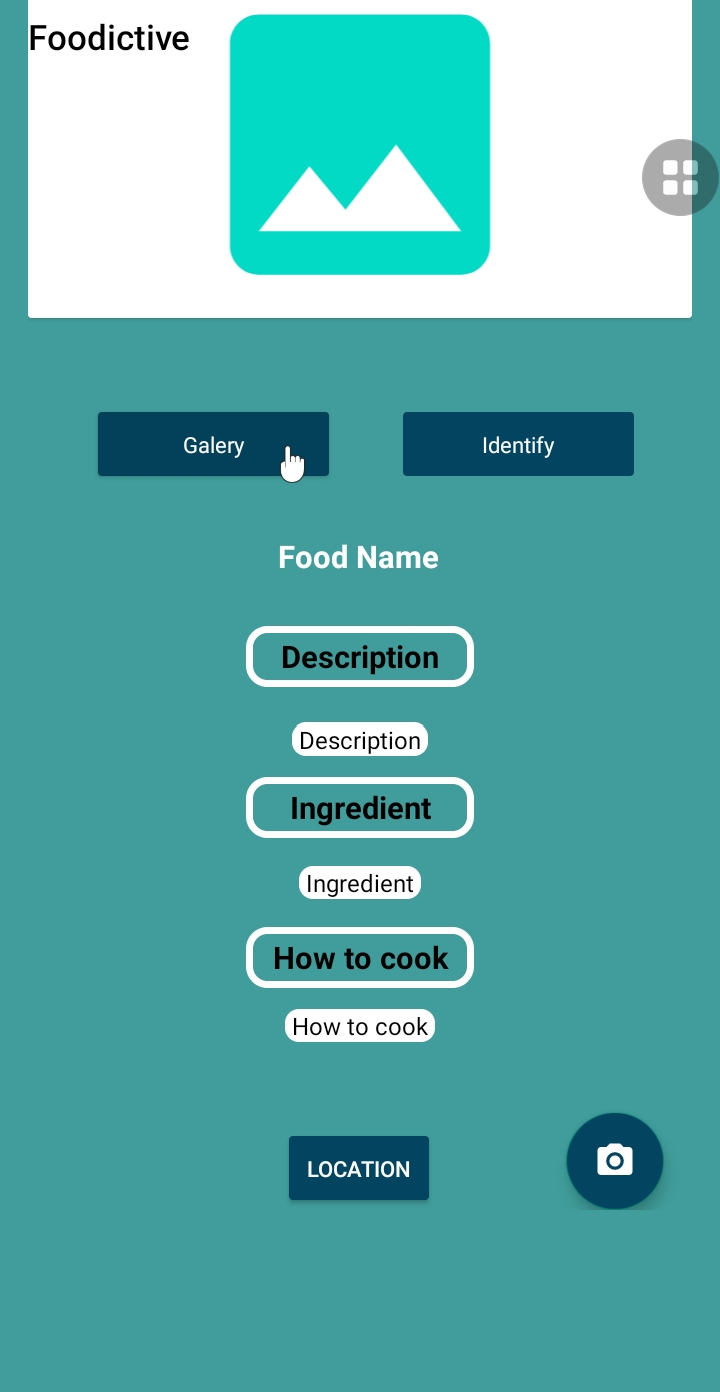 Foodictive
Galery
Identify
Food Name
Description
Description
Ingredient
Ingredient
How to cook
How to cook
LOCATION